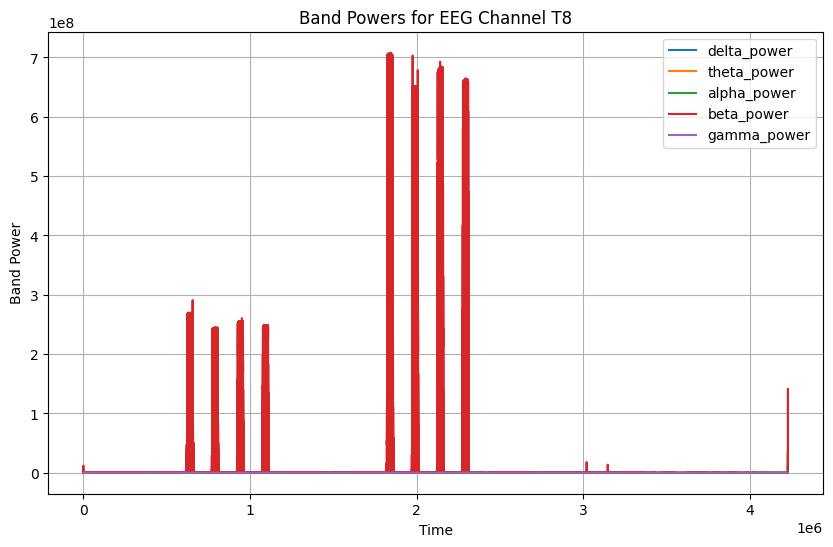 Band Powers for EEG Channel T8
1e8
delta_power
theta_power
alpha_power
beta_power
gamma_power
7
6
5
4
3
2
1
0
Band Power
0
1
2
3
4
Time
1e6